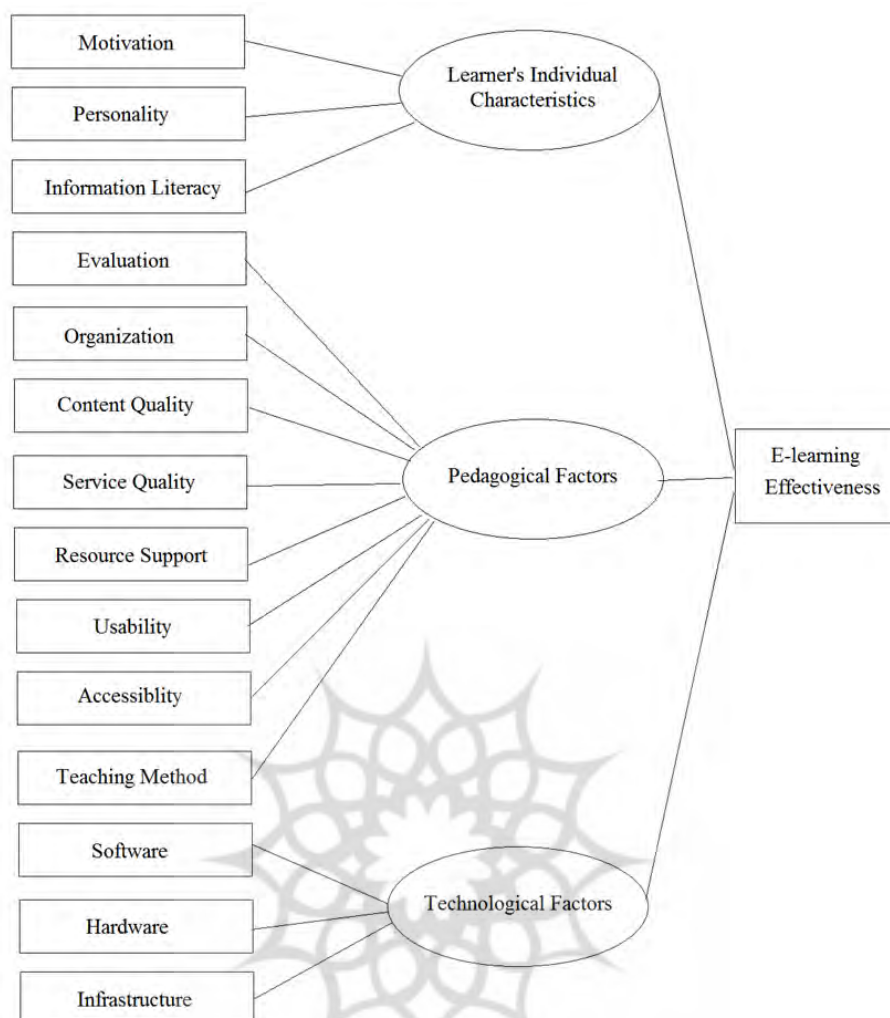 Motivation
Personality
Information Literacy
Evaluation
Organization
Content Quality
Service Quality
Resource Support
Usability
Accessiblity
Teaching Method
Software
Hardware
Infrastructure
Learner's Individual
Characteristics
Pedagogical Factors
Technological Factors
E-learning
Effectiveness